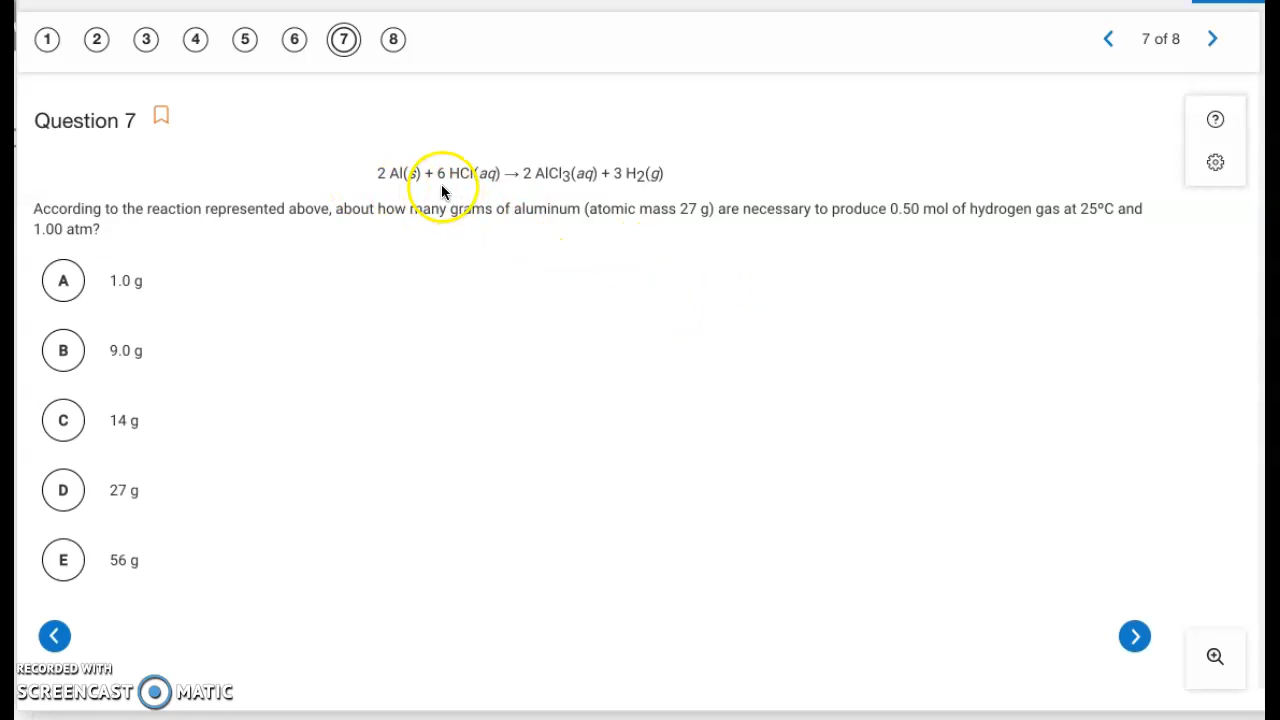 1 2 3 4 5 6 7 8 7 of 8
Question 7
2 Al(s) + 6 HCl(aq) → 2 AlCl3(aq) + 3 H2(g)
According to the reaction represented above, about how many grams of aluminum (atomic mass 27 g) are necessary to produce 0.50 mol of hydrogen gas at 25ºC and
1.00 atm?
A 1.0 g
B 9.0 g
C 14 g
D 27 g
E 56 g
RECORDED WITH
SCREENCAST MATIC